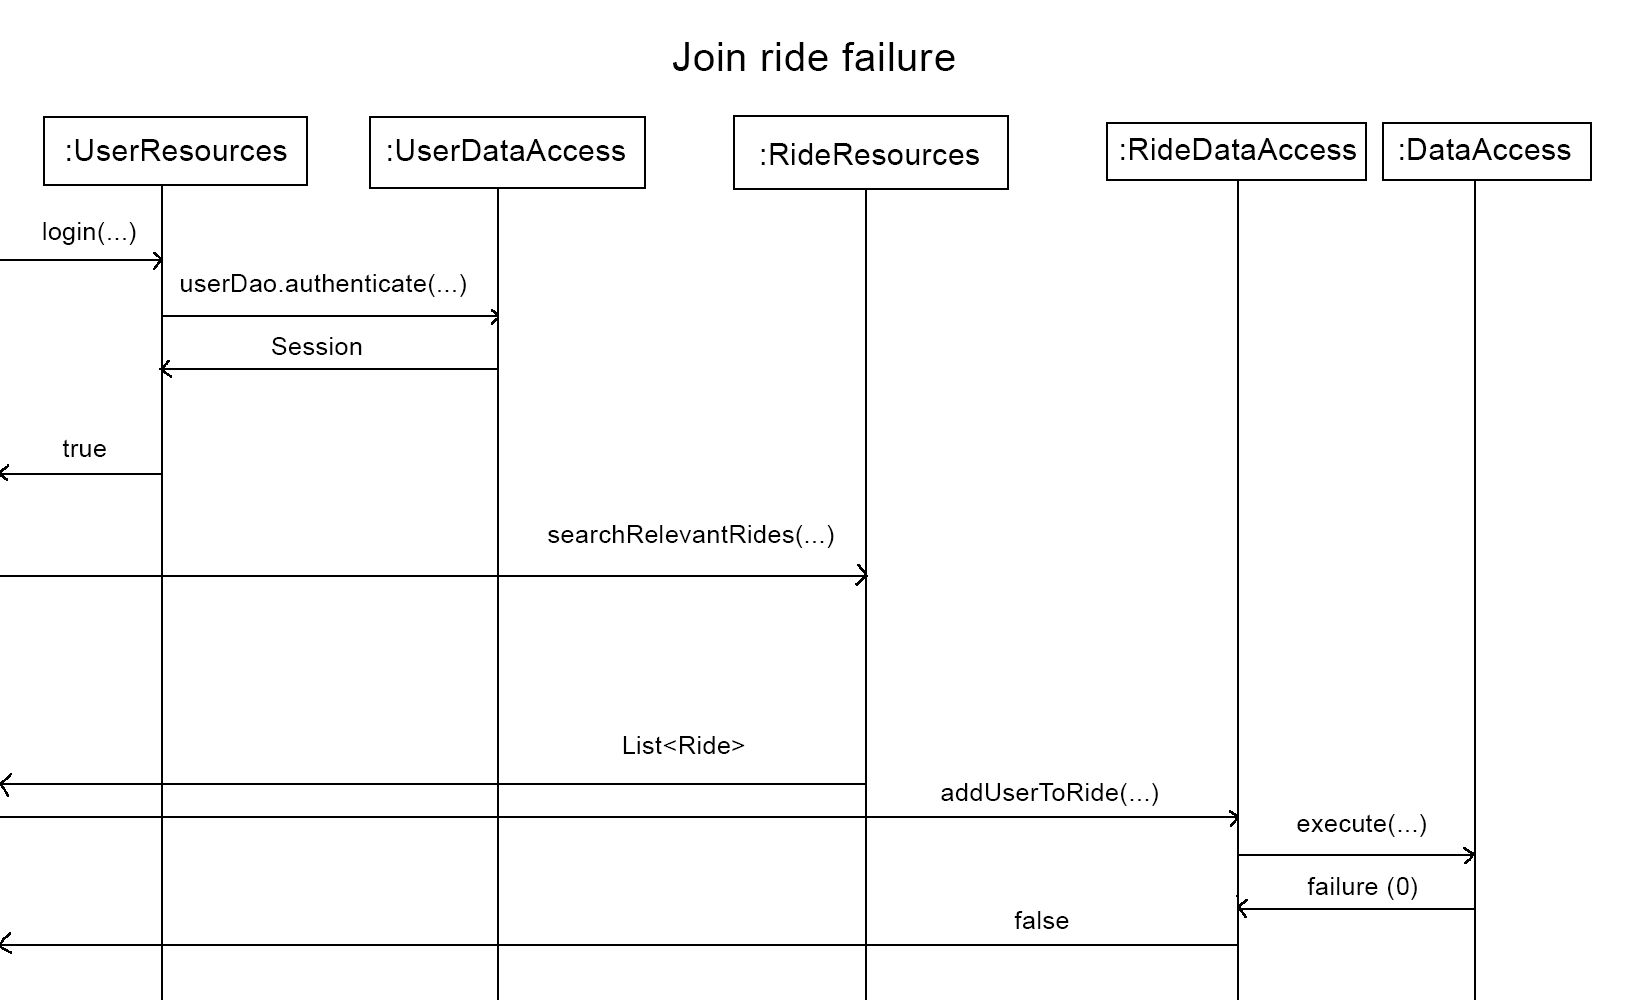 Join ride failure
:UserResources
:UserDataAccess
:RideResources
:RideDataAccess
:DataAccess
login(...)
userDao.authenticate(...)
Session
true
searchRelevantRides(...)
List<Ride>
addUserToRide(...)
execute(...)
failure (0)
false